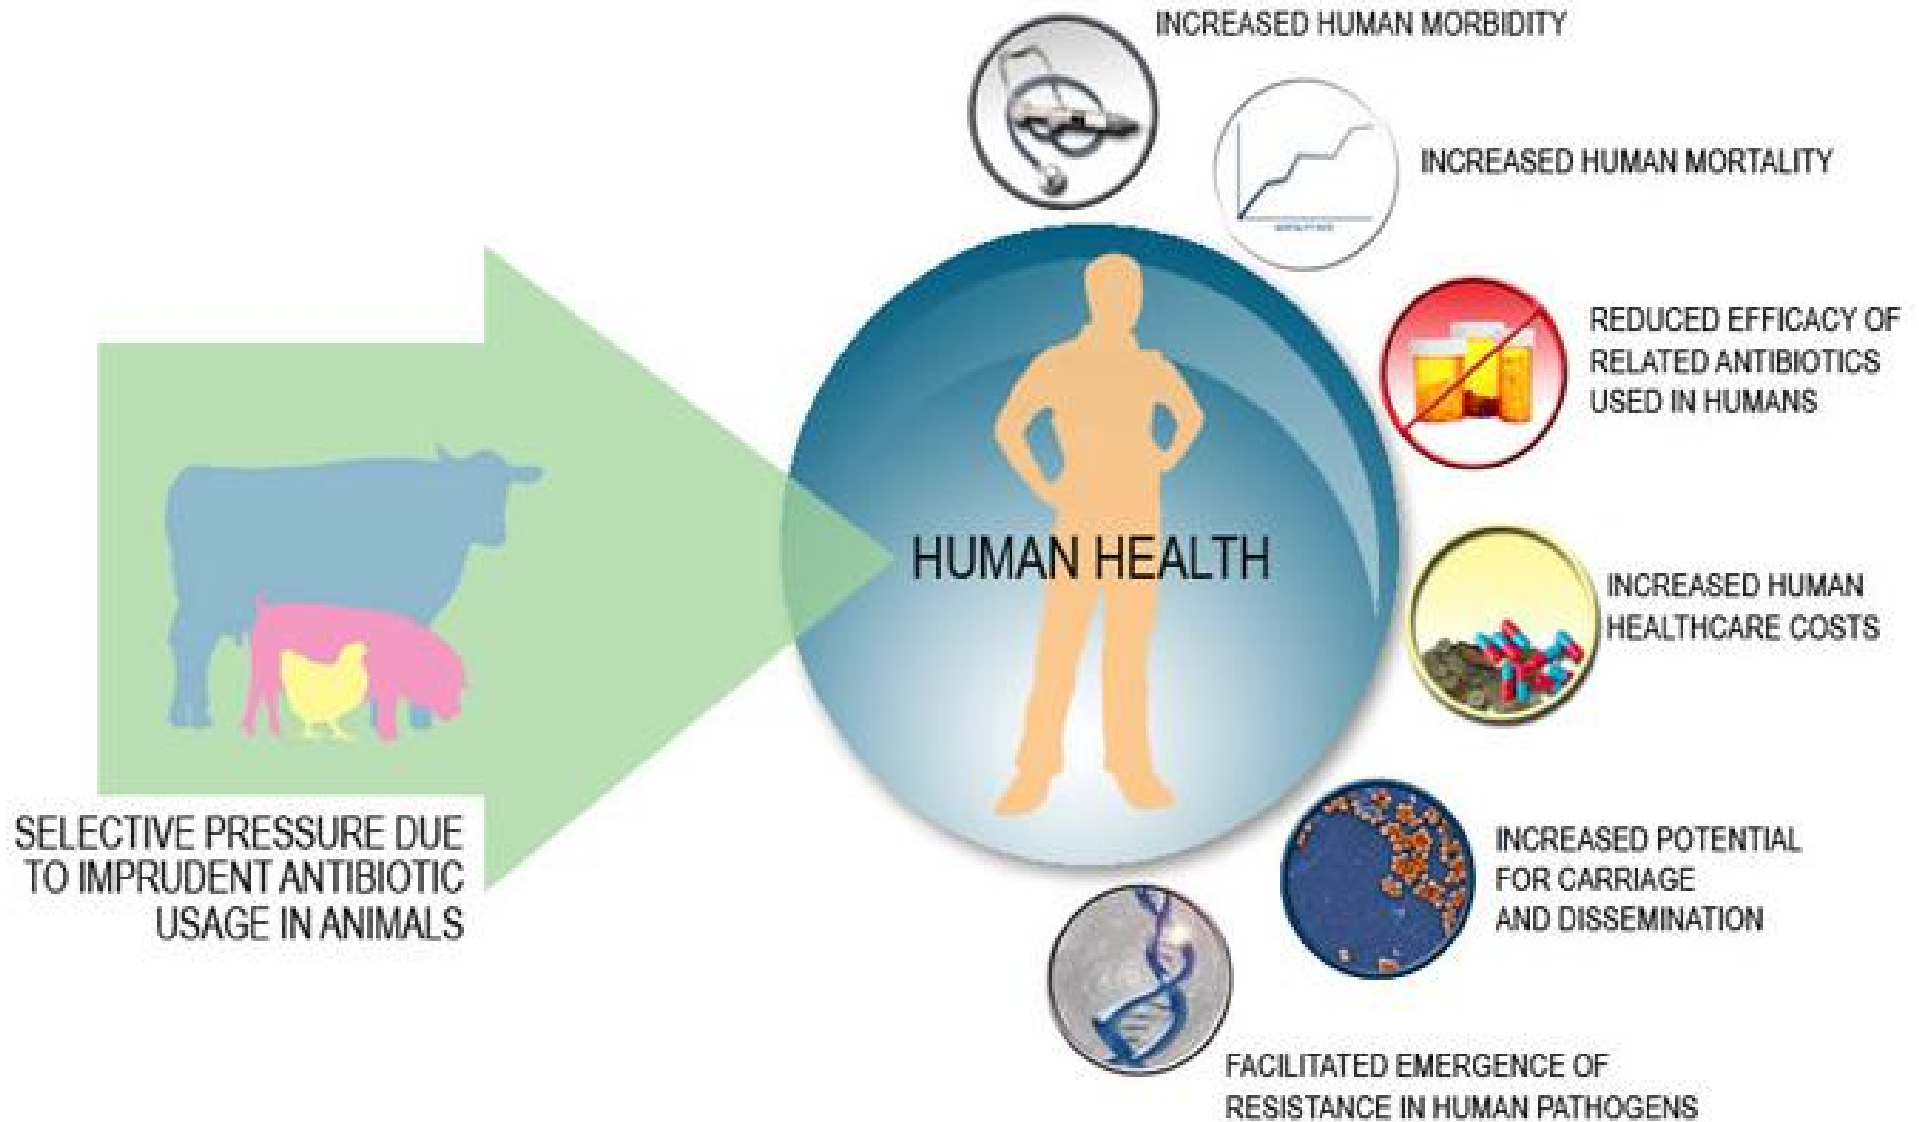 INCREASED HUMAN MORBIDITY
INCREASED HUMAN MORTALITY
REDUCED EFFICACY OF
RELATED ANTIBIOTICS
USED IN HUMANS
HUMAN HEALTH
INCREASED HUMAN
HEALTHCARE COSTS
SELECTIVE PRESSURE DUE
TO IMPRUDENT ANTIBIOTIC
USAGE IN ANIMALS
INCREASED POTENTIAL
FOR CARRIAGE
AND DISSEMINATION
FACILITATED EMERGENCE OF
RESISTANCE IN HUMAN PATHOGENS